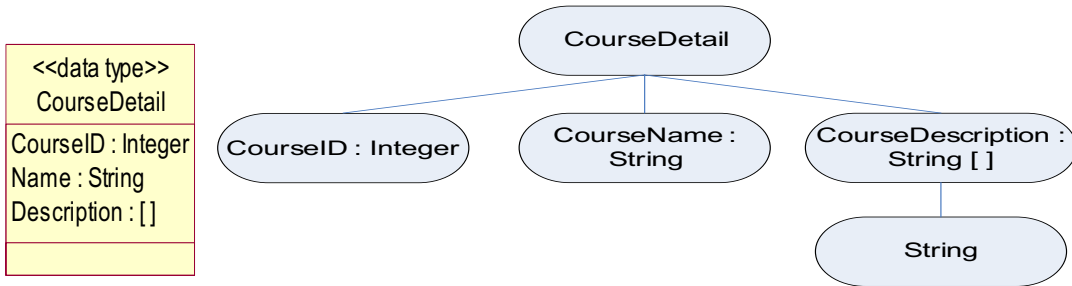 <<data type>>
CourseDetail
CourseID : Integer
Name : String
Description : [ ]
CourseDetail
CourseID : Integer
CourseName :
String
CourseDescription :
String [ ]
String